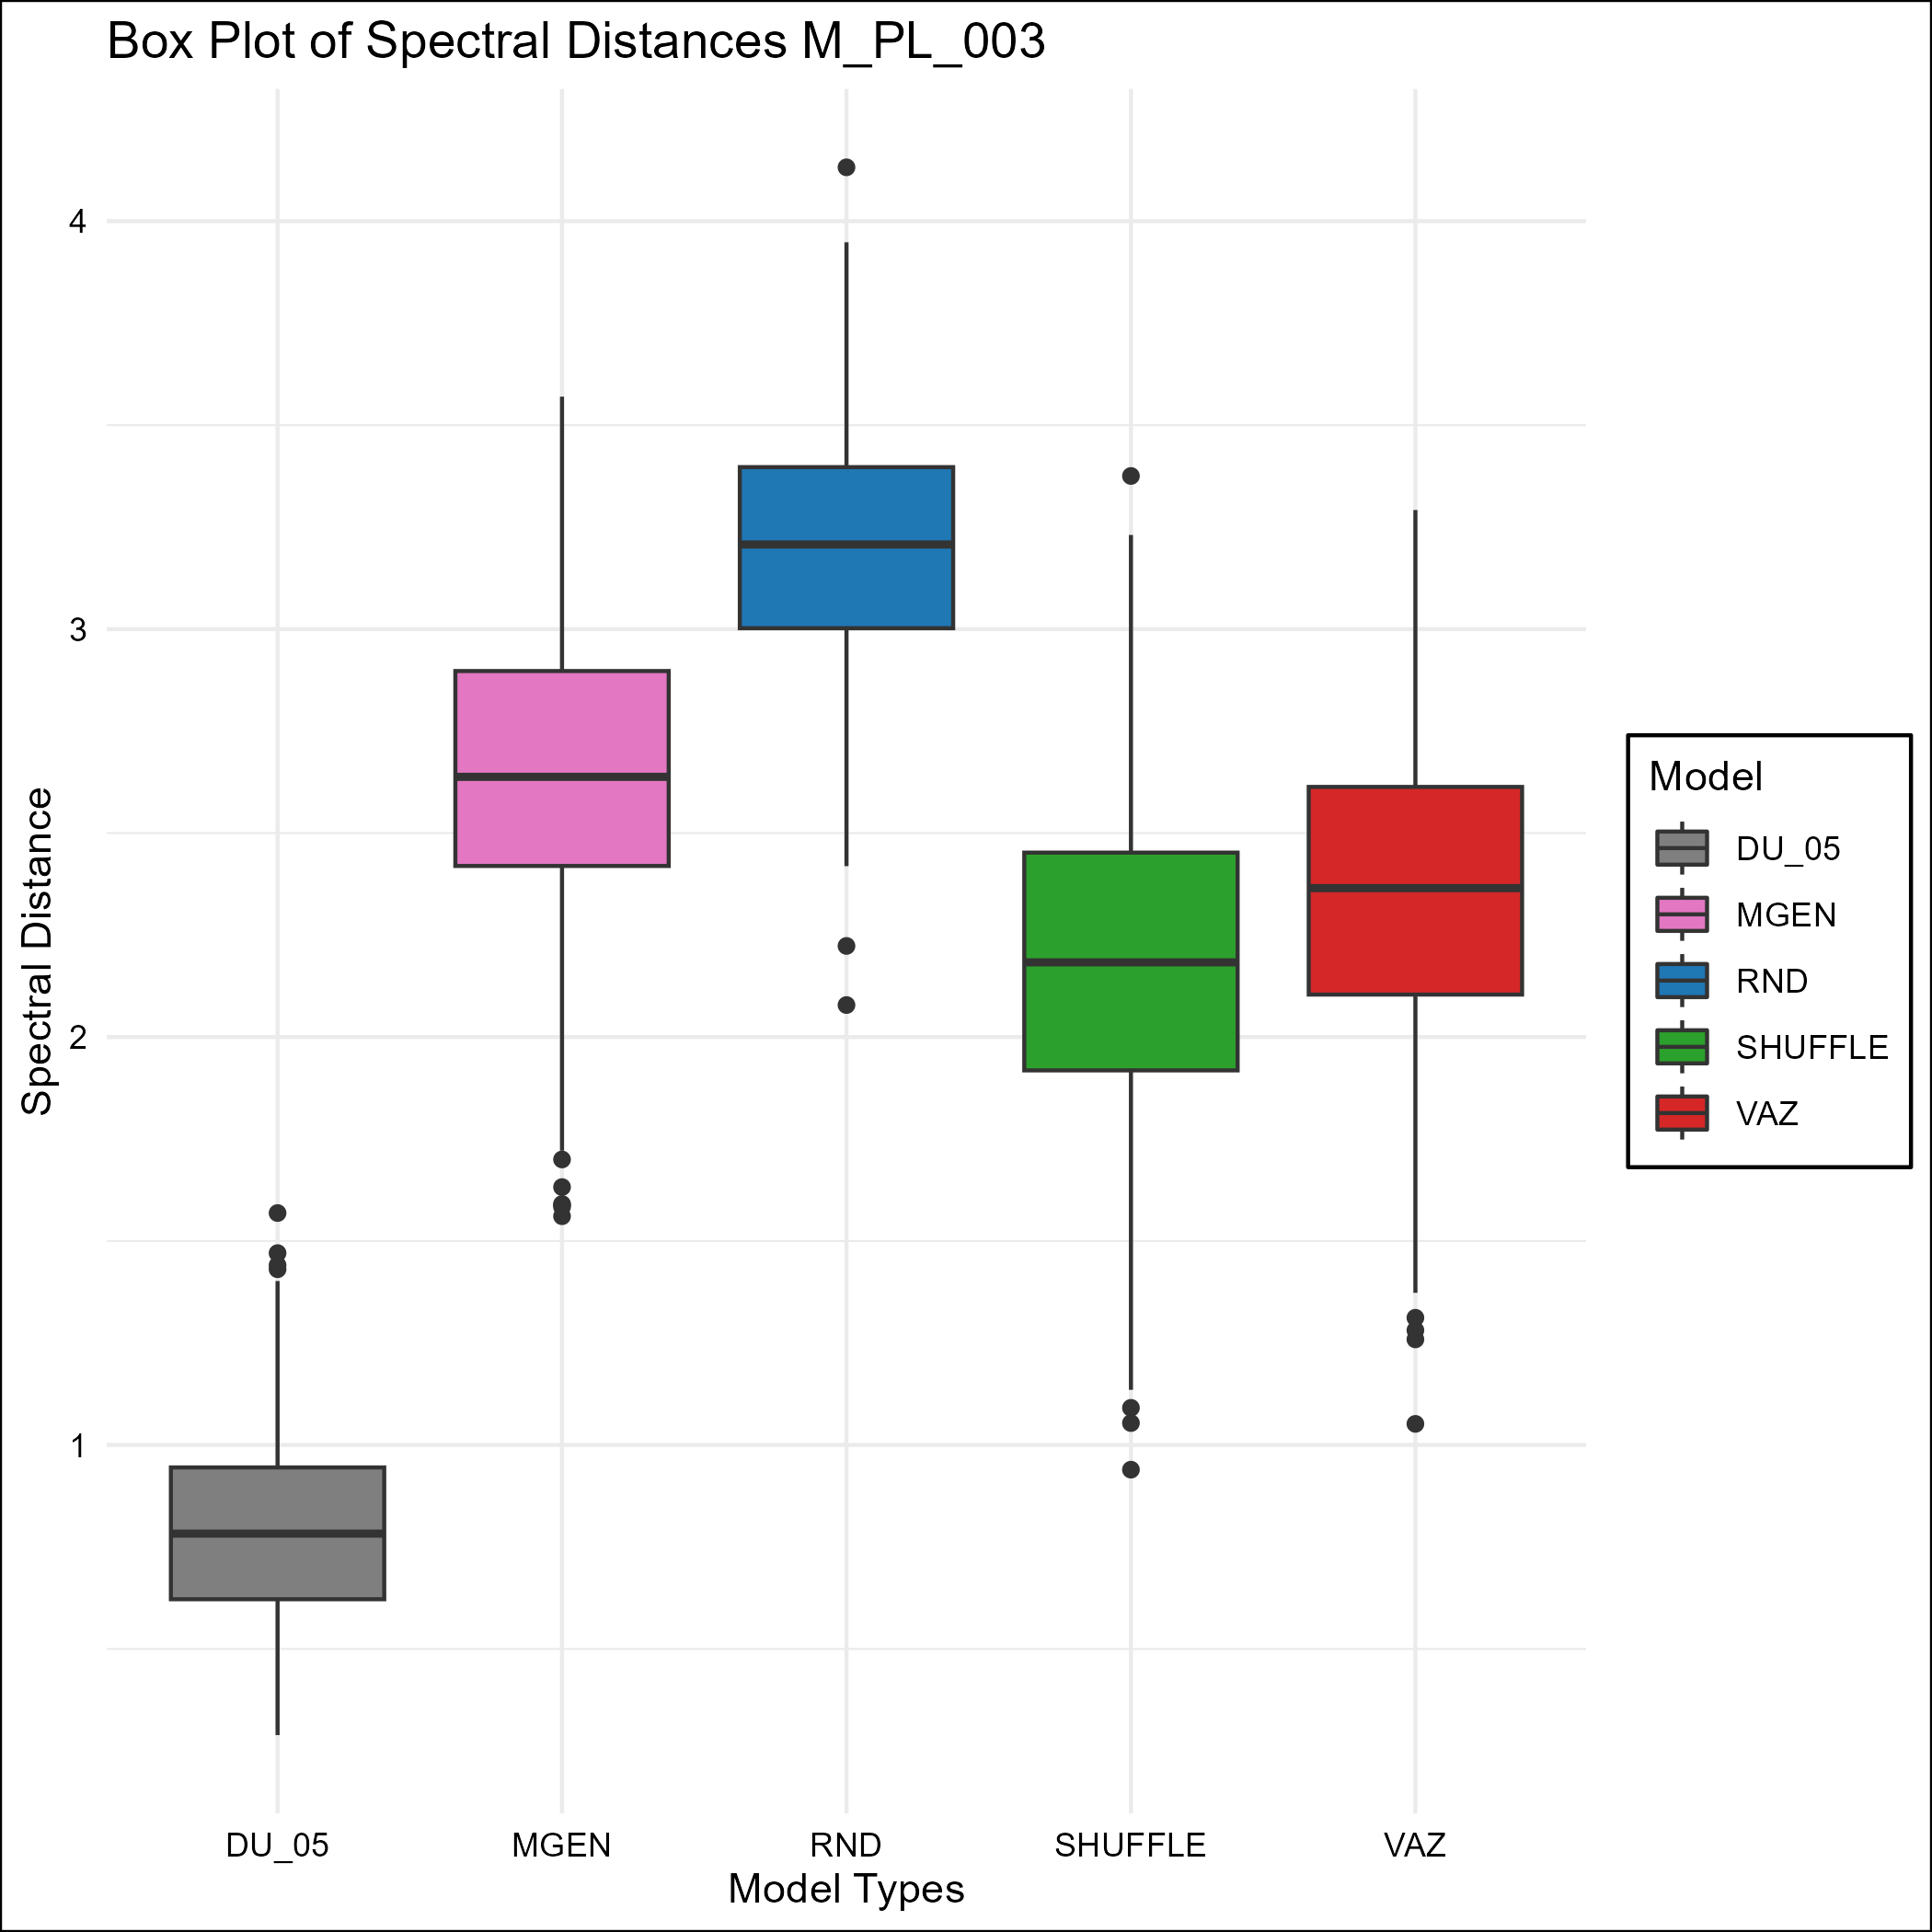 Box Plot of Spectral Distances M_PL_003
Spectral Distance
4
3
2
1
DU_05
MGEN
RND
SHUFFLE
VAZ
Model Types
Model
DU_05
MGEN
RND
SHUFFLE
VAZ